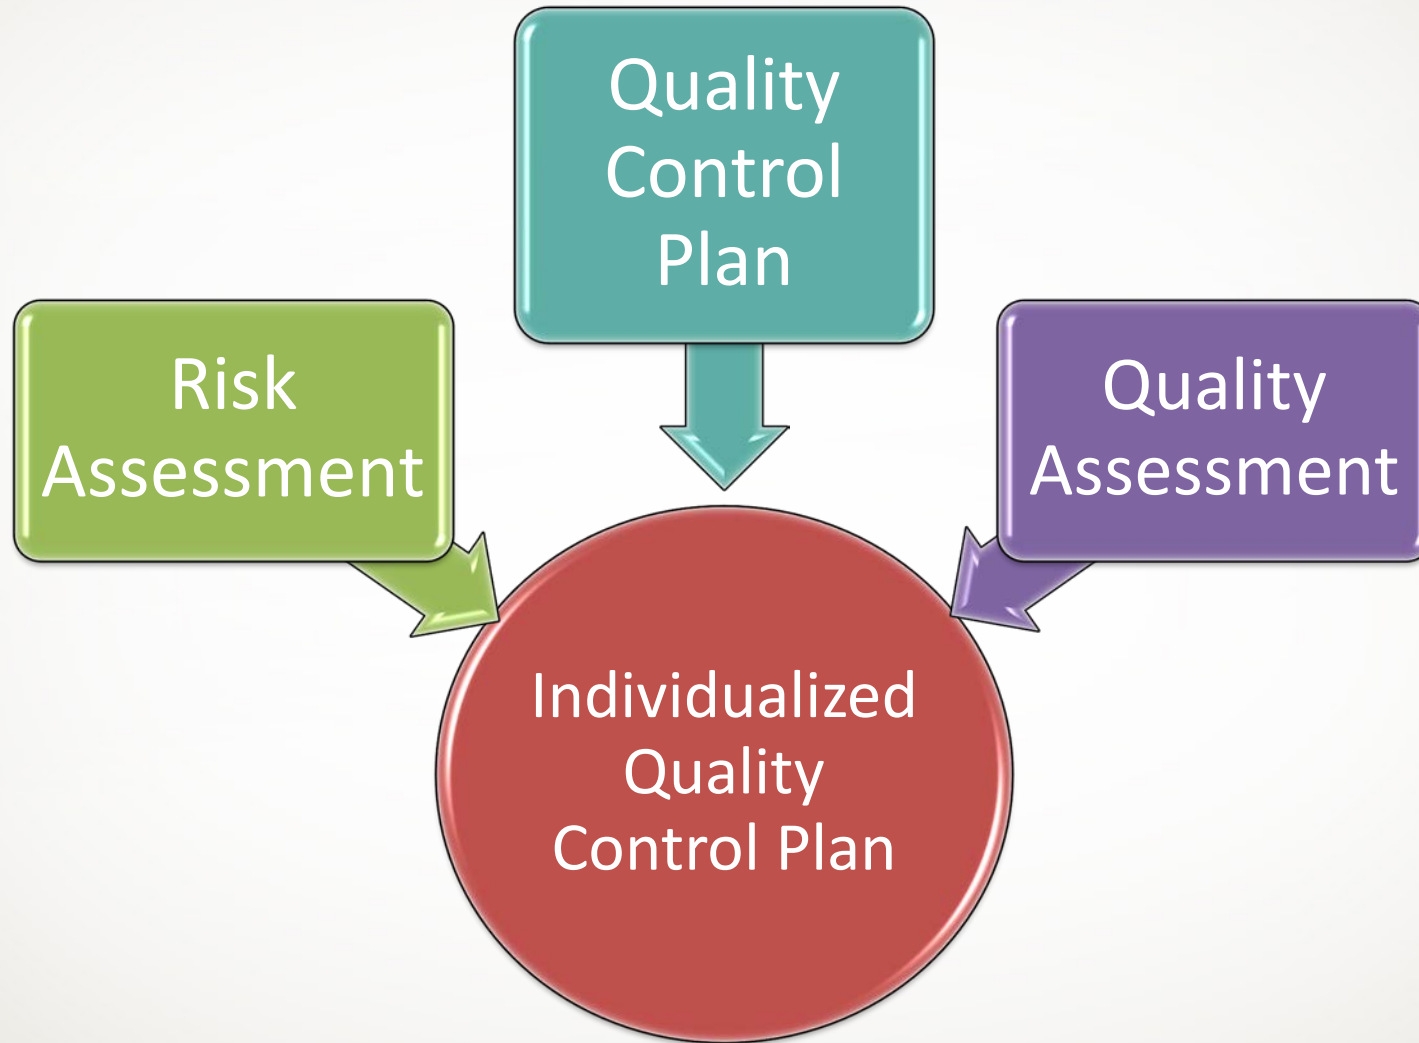 Quality
Control
Plan
Risk
Assessment
Quality
Assessment
Individualized
Quality
Control Plan